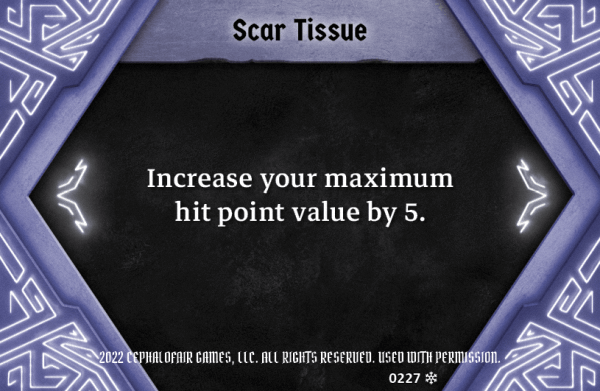 Scar Tissue
Increase your maximum
hit point value by 5.
2022 CEPHALOFAIR GAMES, LLC. ALL RIGHTS RESERVED. USED WITH PERMISSION.
0227 ❄